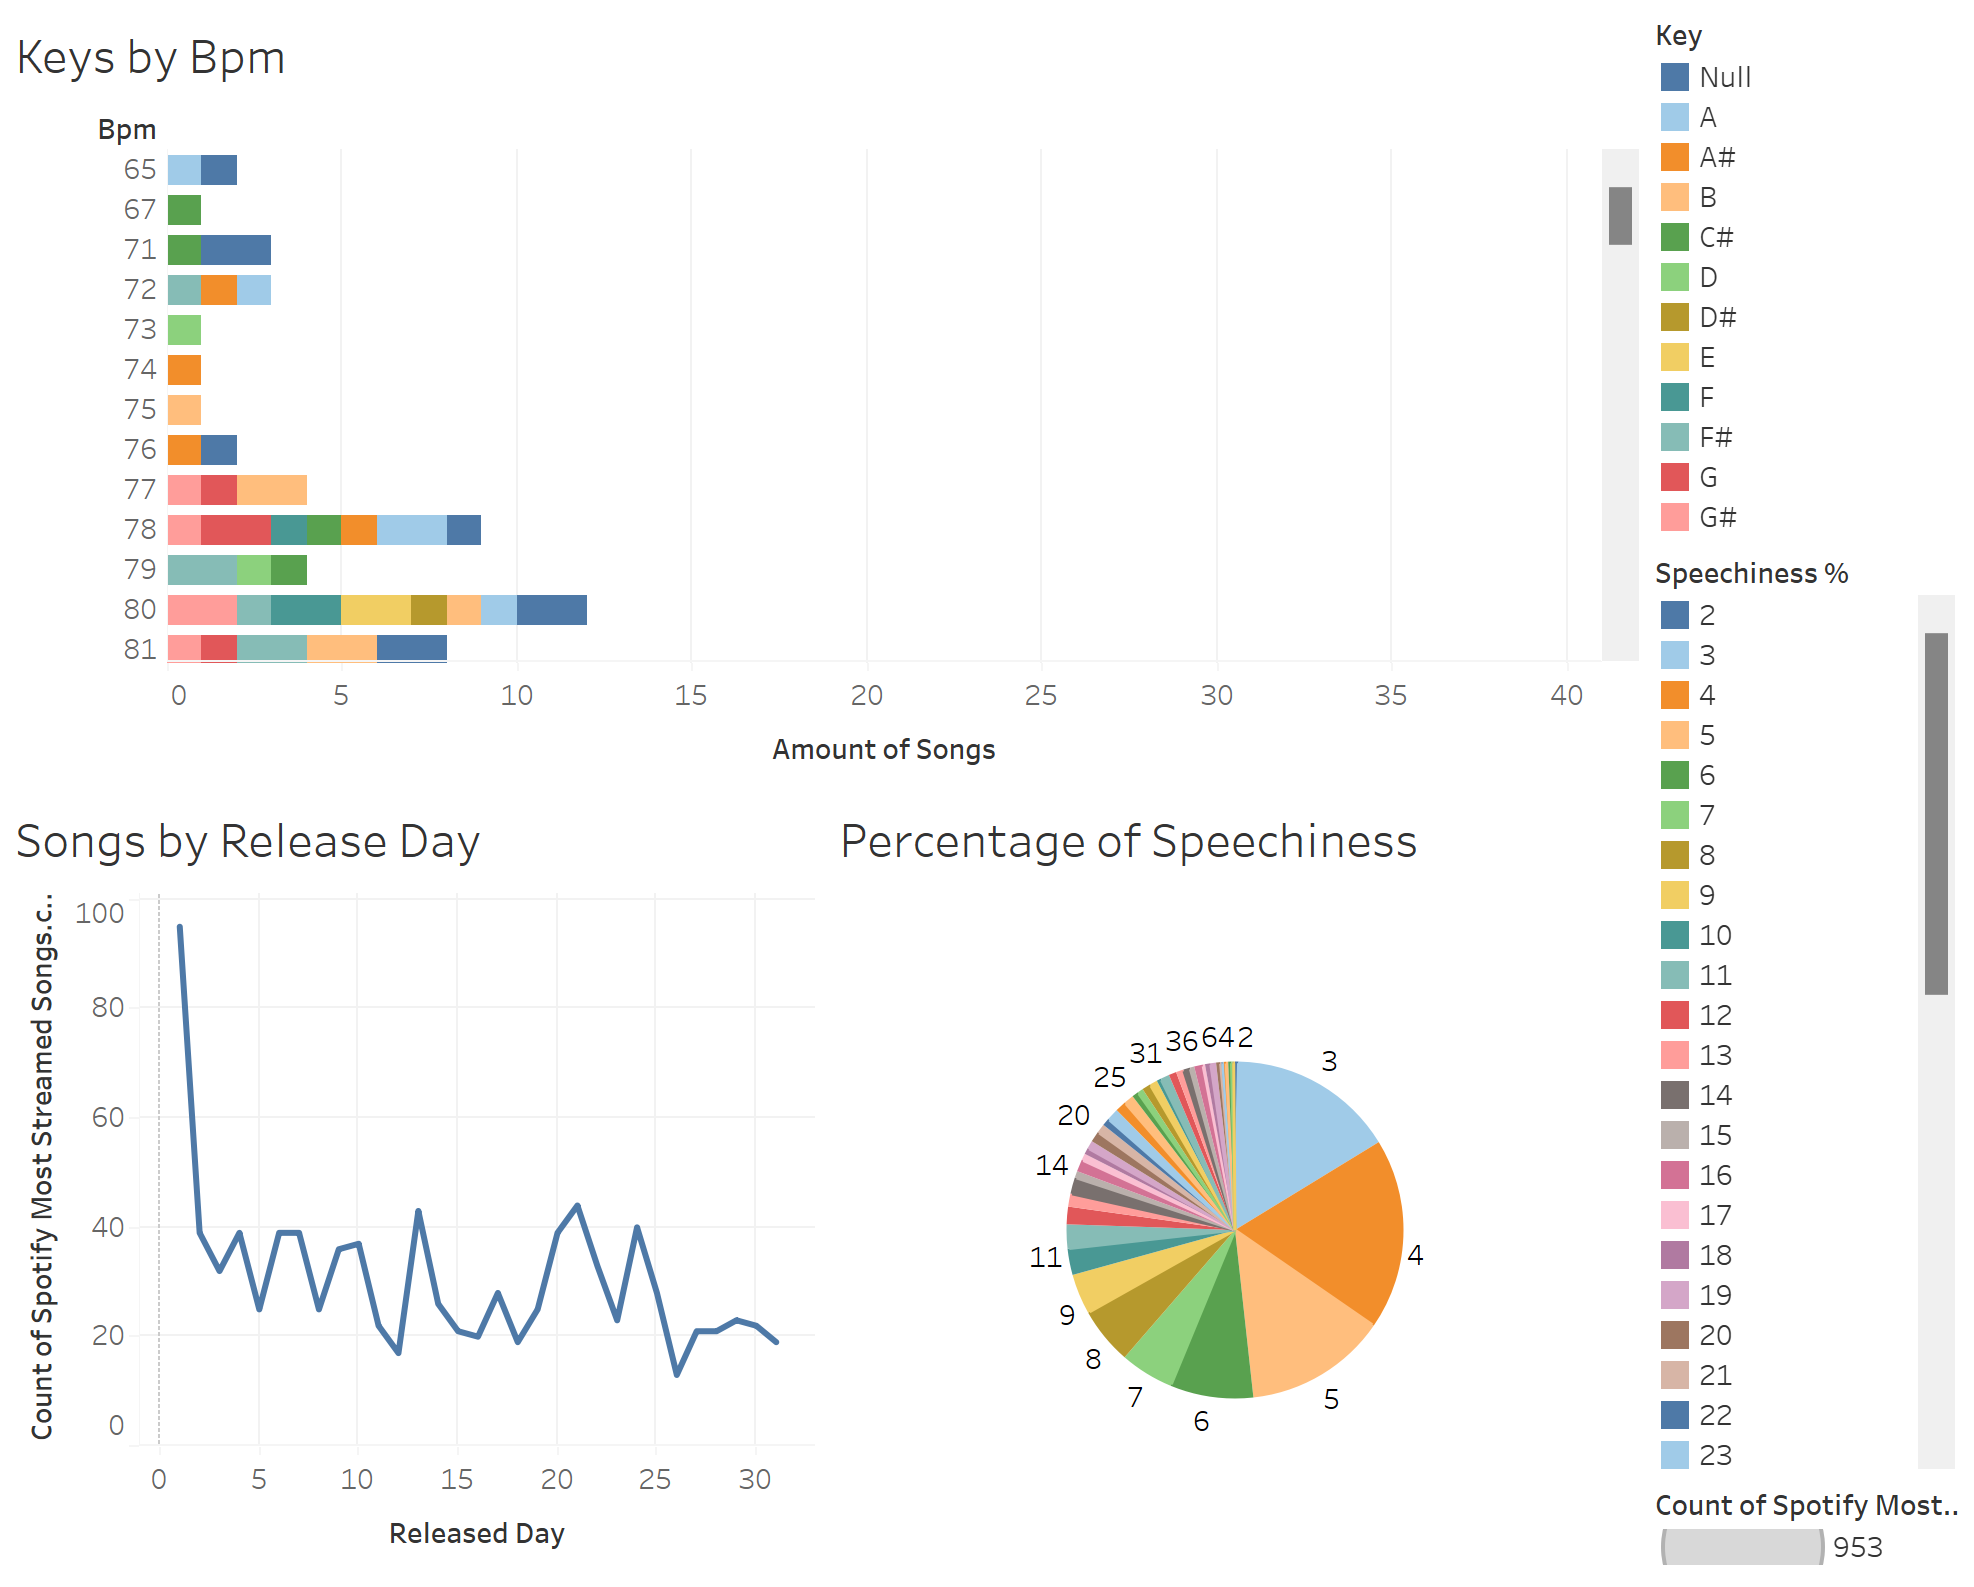 Keys by Bpm
Bpm
65
67
71
72
73
74
75
76
77
78
79
80
81
0 5 10 15 20 25 30 35 40
Amount of Songs
Key
Null
A
A#
B
C#
D
D#
E
F
F#
G
G#
Songs by Release Day
Count of Spotify Most Streamed Songs.c..
100
80
60
40
20
0
0 5 10 15 20 25 30
Released Day
Percentage of Speechiness
2
3
4
5
6
7
8
9
11
14
20
25
31
36
64
Speechiness %
2
3
4
5
6
7
8
9
10
11
12
13
14
15
16
17
18
19
20
21
22
23
Count of Spotify Most..
953